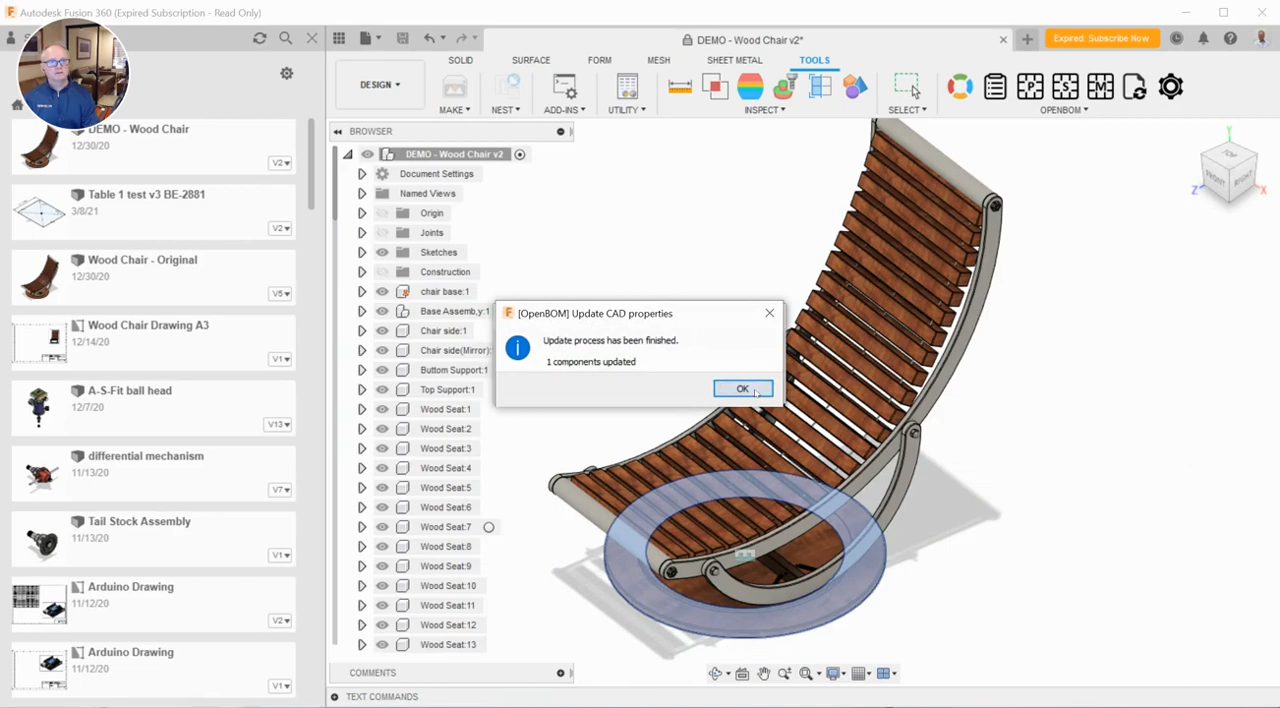 Autodesk Fusion 360 (Expired Subscription - Read Only)
DEMO - Wood Chair v2*
Expired: Subscribe Now
DESIGN
SOLID
SURFACE
FORM
MESH
SHEET METAL
TOOLS
MAKE
NEST
ADD-INS
UTILITY
INSPECT
SELECT
OPENBOM
DEMO - Wood Chair
12/30/20
V2
Table 1 test v3 BE-2881
3/8/21
V2
Wood Chair - Original
12/30/20
V5
Wood Chair Drawing A3
12/14/20
V1
A-S-Fit ball head
12/7/20
V13
differential mechanism
11/13/20
V7
Tail Stock Assembly
11/13/20
V1
Arduino Drawing
11/12/20
V2
Arduino Drawing
11/12/20
V1
BROWSER
DEMO - Wood Chair v2
Document Settings
Named Views
Origin
Joints
Sketches
Construction
chair base:1
Base Assemb,y:1
Chair side:1
Chair side(Mirror):
Buttom Support:1
Top Support:1
Wood Seat:1
Wood Seat:2
Wood Seat:3
Wood Seat:4
Wood Seat:5
Wood Seat:6
Wood Seat:7
Wood Seat:8
Wood Seat:9
Wood Seat:10
Wood Seat:11
Wood Seat:12
Wood Seat:13
[OpenBOM] Update CAD properties
Update process has been finished.
1 components updated
OK
TOP
FRONT
RIGHT
Y
Z
X
COMMENTS
TEXT COMMANDS